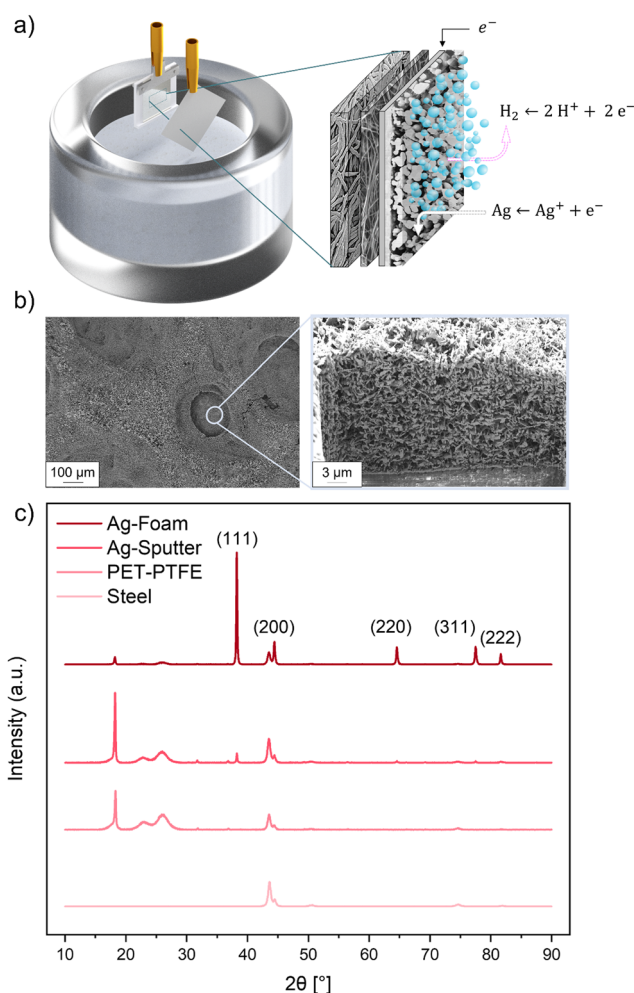 a)
e⁻
H₂ ← 2 H⁺ + 2 e⁻
Ag ← Ag⁺ + e⁻
b)
100 µm
3 µm
c)
Ag-Foam
Ag-Sputter
PET-PTFE
Steel
(111)
(200)
(220)
(311)
(222)
Intensity (a.u.)
10 20 30 40 50 60 70 80 90
2θ [°]